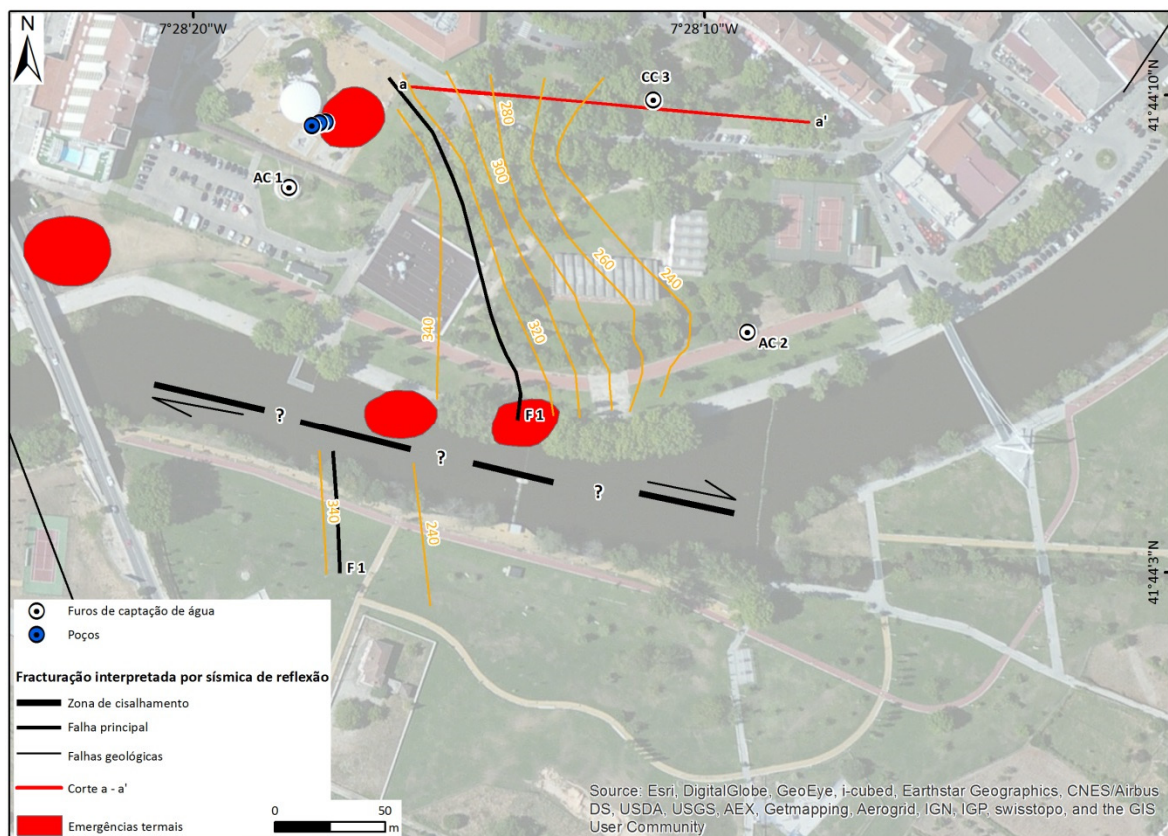 N
7°28'20"W
7°28'10"W
41°44'10"N
41°44'3"N
a
CC 3
a'
AC 1
280
300
260
240
340
320
AC 2
F 1
?
?
?
340
240
F 1
Furos de captação de água
Poços
Fracturação interpretada por sísmica de reflexão
Zona de cisalhamento
Falha principal
Falhas geológicas
Corte a - a'
Emergências termais
0 50
m
Source: Esri, DigitalGlobe, GeoEye, i-cubed, Earthstar Geographics, CNES/Airbus
DS, USDA, USGS, AEX, Getmapping, Aerogrid, IGN, IGP, swisstopo, and the GIS
User Community